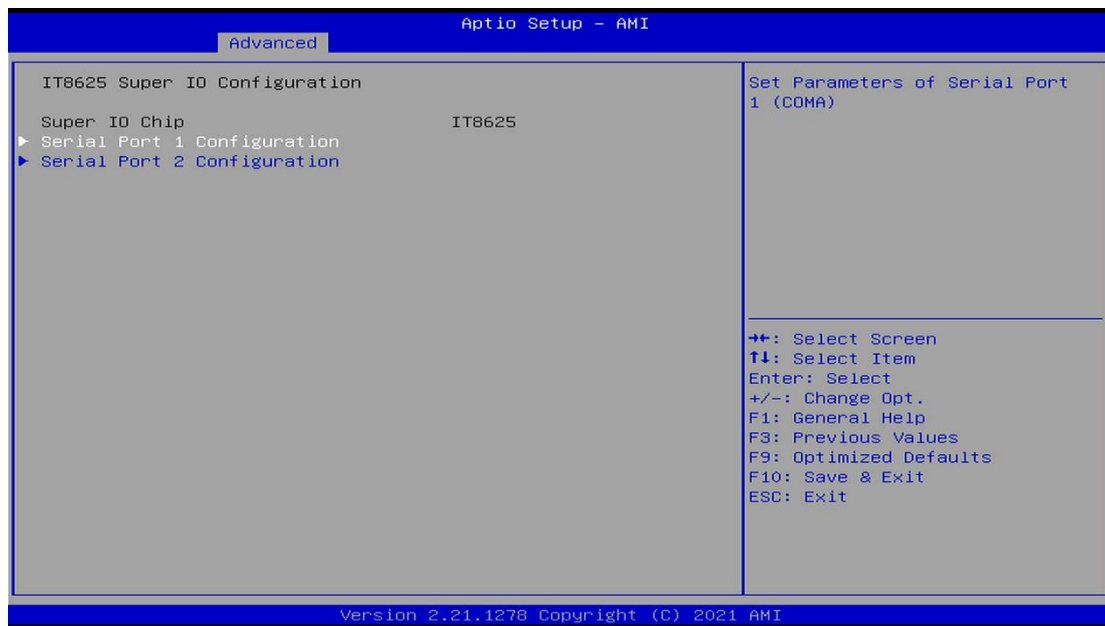 Aptio Setup - AMI
Advanced
IT8625 Super IO Configuration
Super IO Chip IT8625
► Serial Port 1 Configuration
► Serial Port 2 Configuration
Set Parameters of Serial Port
1 (COMA)
→←: Select Screen
↑↓: Select Item
Enter: Select
+/-: Change Opt.
F1: General Help
F3: Previous Values
F9: Optimized Defaults
F10: Save & Exit
ESC: Exit
Version 2.21.1278 Copyright (C) 2021 AMI